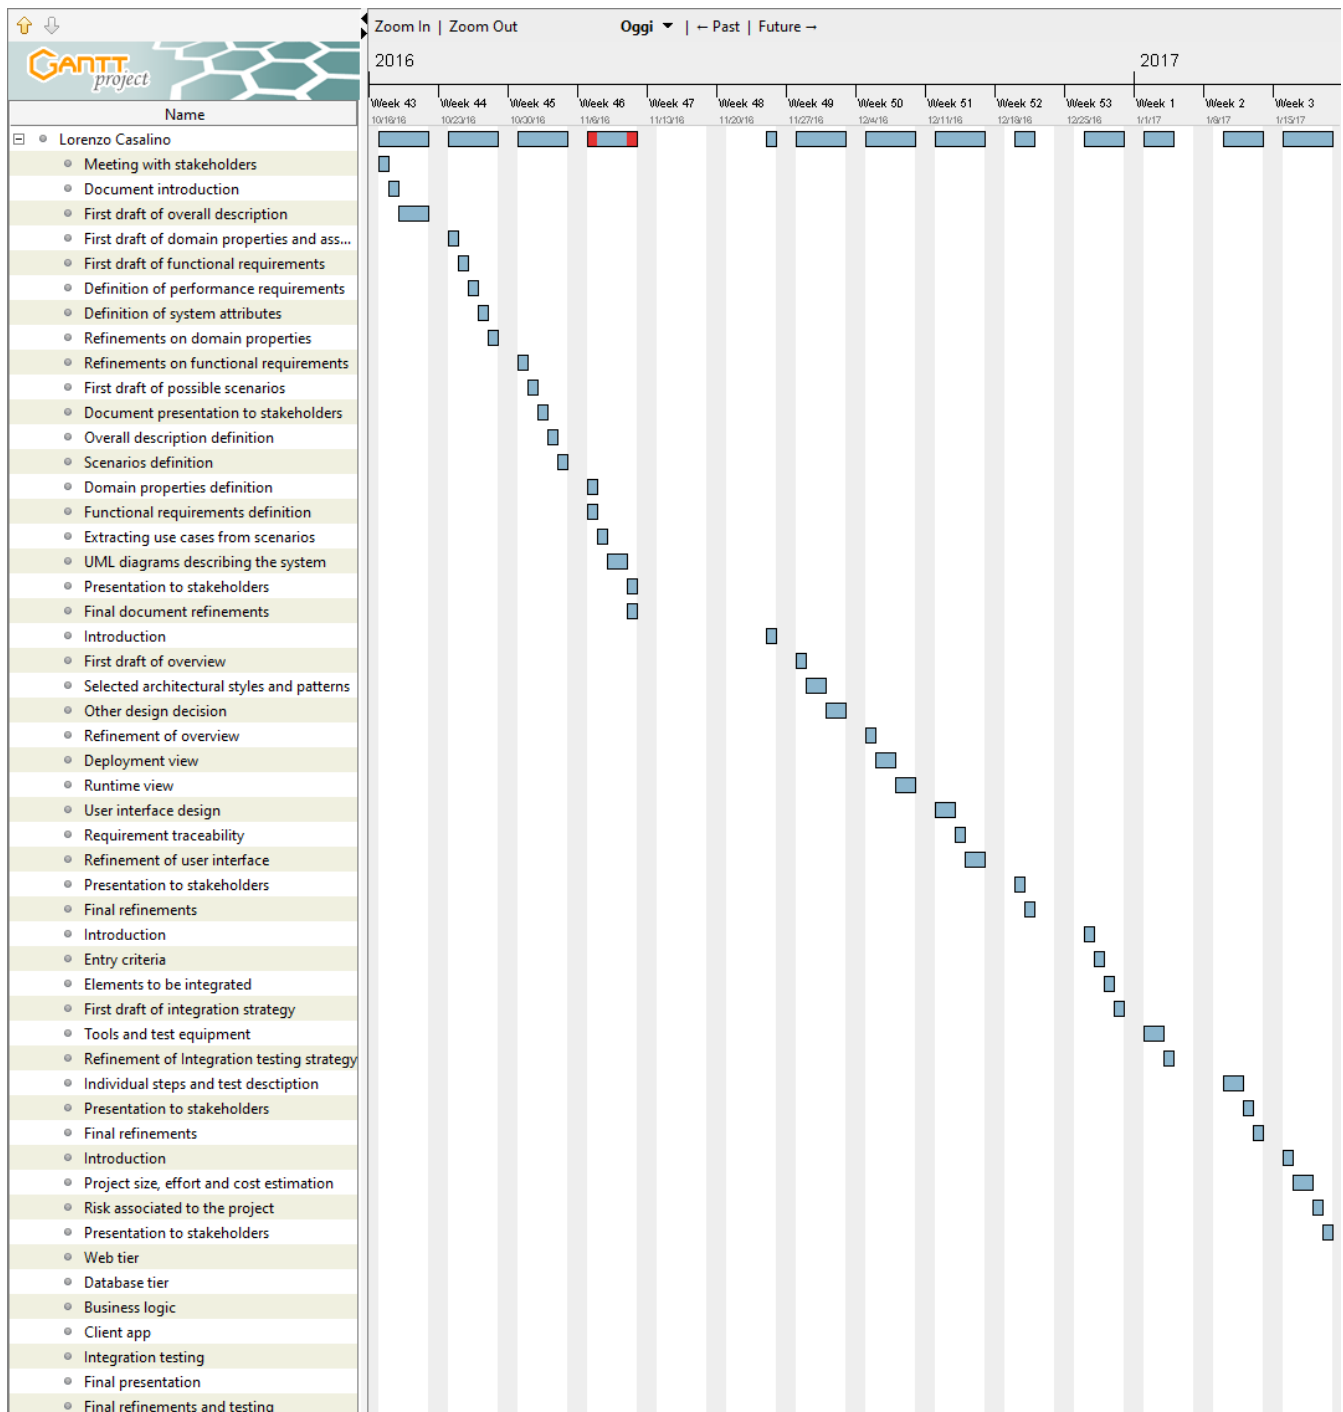 Zoom In | Zoom Out Oggi | ← Past | Future →
GANTT
project
2016 2017
Name
Week 43 Week 44 Week 45 Week 46 Week 47 Week 48 Week 49 Week 50 Week 51 Week 52 Week 53 Week 1 Week 2 Week 3
10/16/16 10/23/16 10/30/16 11/6/16 11/13/16 11/20/16 11/27/16 12/4/16 12/11/16 12/18/16 12/25/16 1/1/17 1/8/17 1/15/17
Lorenzo Casalino
Meeting with stakeholders
Document introduction
First draft of overall description
First draft of domain properties and ass...
First draft of functional requirements
Definition of performance requirements
Definition of system attributes
Refinements on domain properties
Refinements on functional requirements
First draft of possible scenarios
Document presentation to stakeholders
Overall description definition
Scenarios definition
Domain properties definition
Functional requirements definition
Extracting use cases from scenarios
UML diagrams describing the system
Presentation to stakeholders
Final document refinements
Introduction
First draft of overview
Selected architectural styles and patterns
Other design decision
Refinement of overview
Deployment view
Runtime view
User interface design
Requirement traceability
Refinement of user interface
Presentation to stakeholders
Final refinements
Introduction
Entry criteria
Elements to be integrated
First draft of integration strategy
Tools and test equipment
Refinement of Integration testing strategy
Individual steps and test desctiption
Presentation to stakeholders
Final refinements
Introduction
Project size, effort and cost estimation
Risk associated to the project
Presentation to stakeholders
Web tier
Database tier
Business logic
Client app
Integration testing
Final presentation
Final refinements and testing